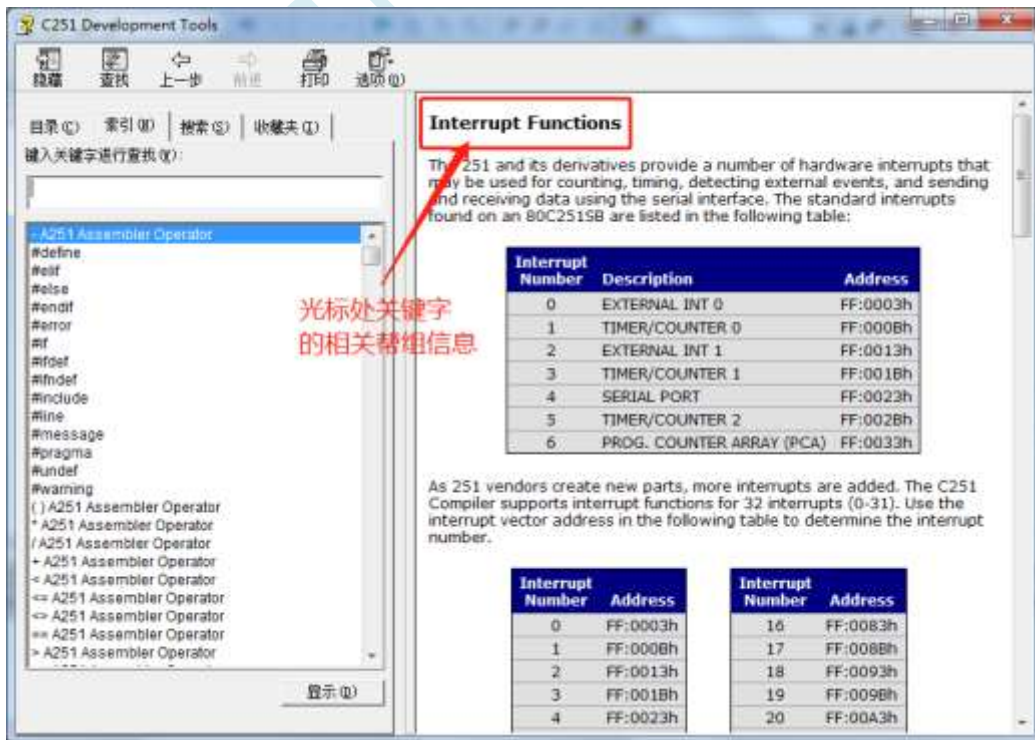 C251 Development Tools
隐藏 查找 上一步 前进 打印 选项(O)
目录(C) 索引(N) 搜索(S) 收藏夹(I)
键入关键字进行查找(W):
- A251 Assembler Operator
#define
#elif
#else
#endif
#error
#if
#ifdef
#ifndef
#include
#line
#message
#pragma
#undef
#warning
( ) A251 Assembler Operator
* A251 Assembler Operator
/ A251 Assembler Operator
+ A251 Assembler Operator
< A251 Assembler Operator
<= A251 Assembler Operator
<> A251 Assembler Operator
== A251 Assembler Operator
> A251 Assembler Operator
显示(D)
光标处关键字
的相关帮组信息
Interrupt Functions
The 251 and its derivatives provide a number of hardware interrupts that
may be used for counting, timing, detecting external events, and sending
and receiving data using the serial interface. The standard interrupts
found on an 80C251SB are listed in the following table:
Interrupt
Number Description Address
0 EXTERNAL INT 0 FF:0003h
1 TIMER/COUNTER 0 FF:000Bh
2 EXTERNAL INT 1 FF:0013h
3 TIMER/COUNTER 1 FF:001Bh
4 SERIAL PORT FF:0023h
5 TIMER/COUNTER 2 FF:002Bh
6 PROG. COUNTER ARRAY (PCA) FF:0033h
As 251 vendors create new parts, more interrupts are added. The C251
Compiler supports interrupt functions for 32 interrupts (0-31). Use the
interrupt vector address in the following table to determine the interrupt
number.
Interrupt
Number Address
0 FF:0003h
1 FF:000Bh
2 FF:0013h
3 FF:001Bh
4 FF:0023h
Interrupt
Number Address
16 FF:0083h
17 FF:008Bh
18 FF:0093h
19 FF:009Bh
20 FF:00A3h